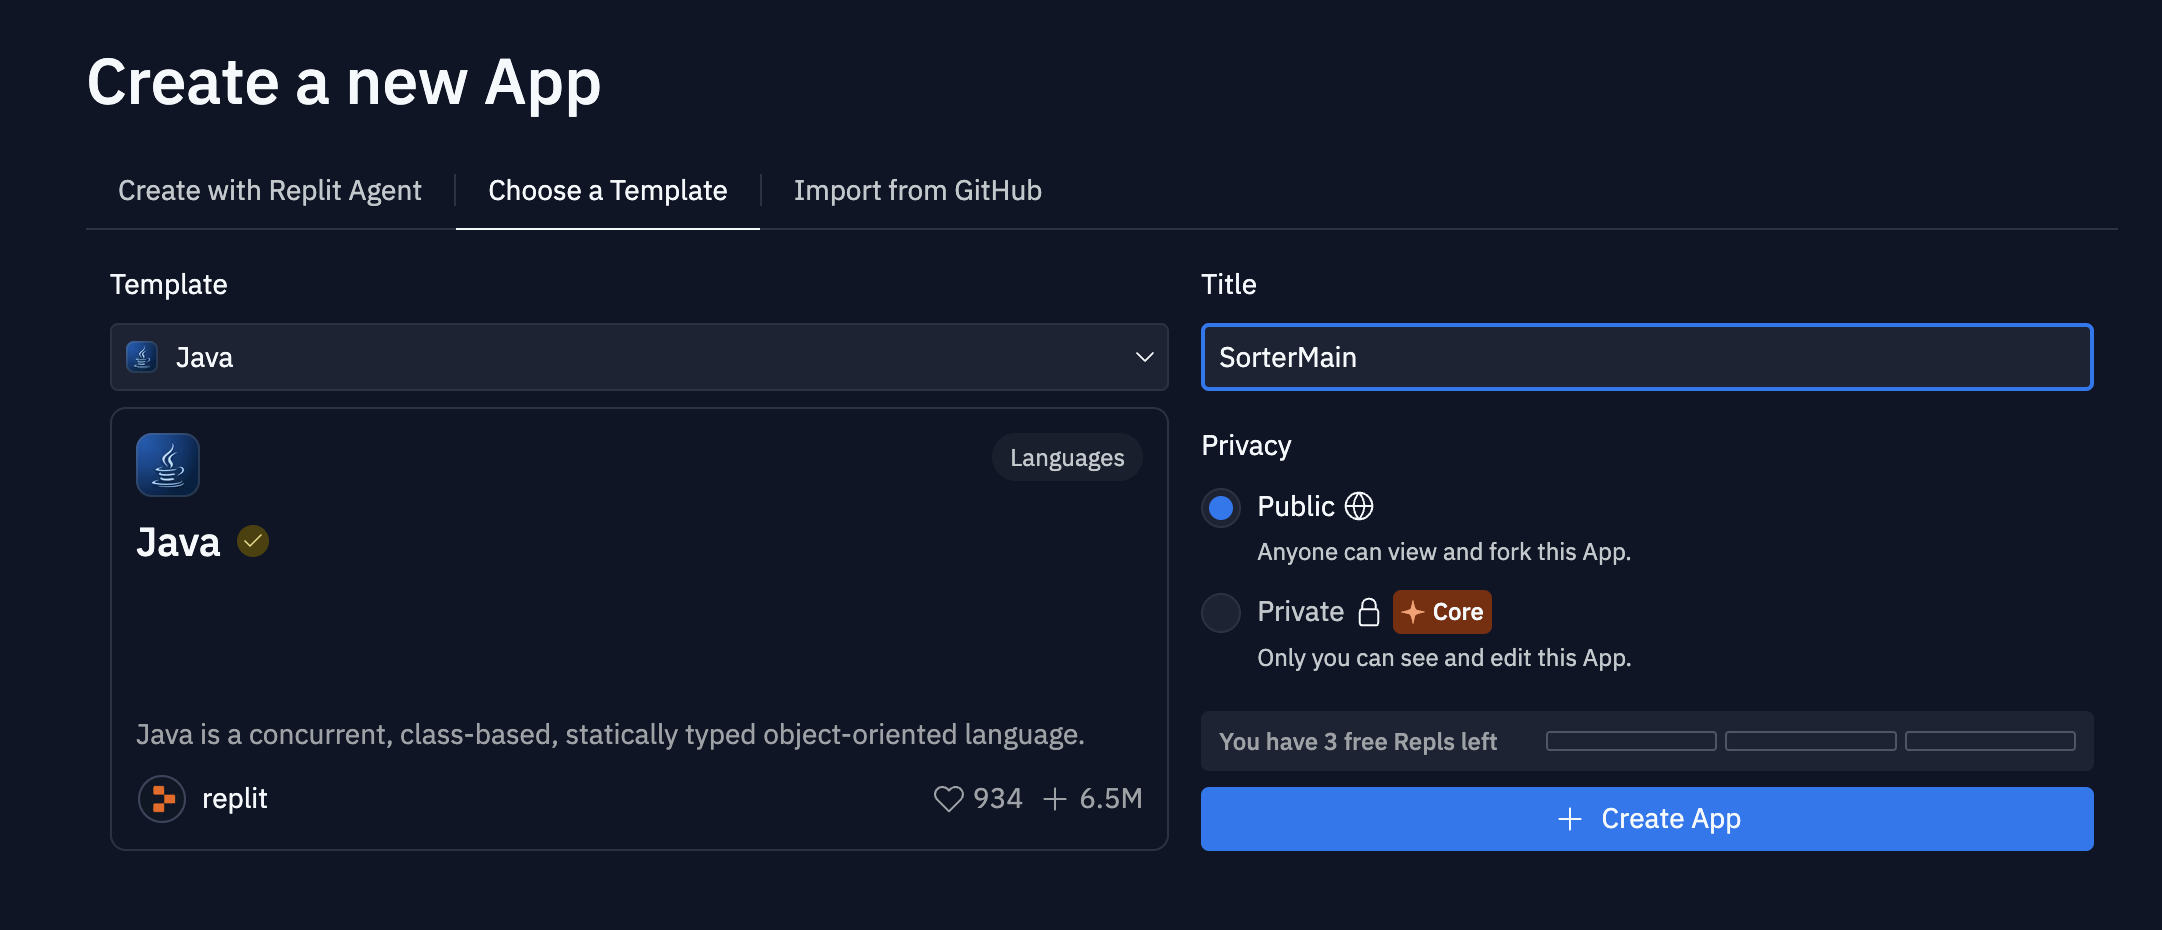 Create a new App
Create with Replit Agent
Choose a Template
Import from GitHub
Template
Java
Languages
Java
Java is a concurrent, class-based, statically typed object-oriented language.
replit
934
6.5M
Title
SorterMain
Privacy
Public
Anyone can view and fork this App.
Private
Core
Only you can see and edit this App.
You have 3 free Repls left
+ Create App